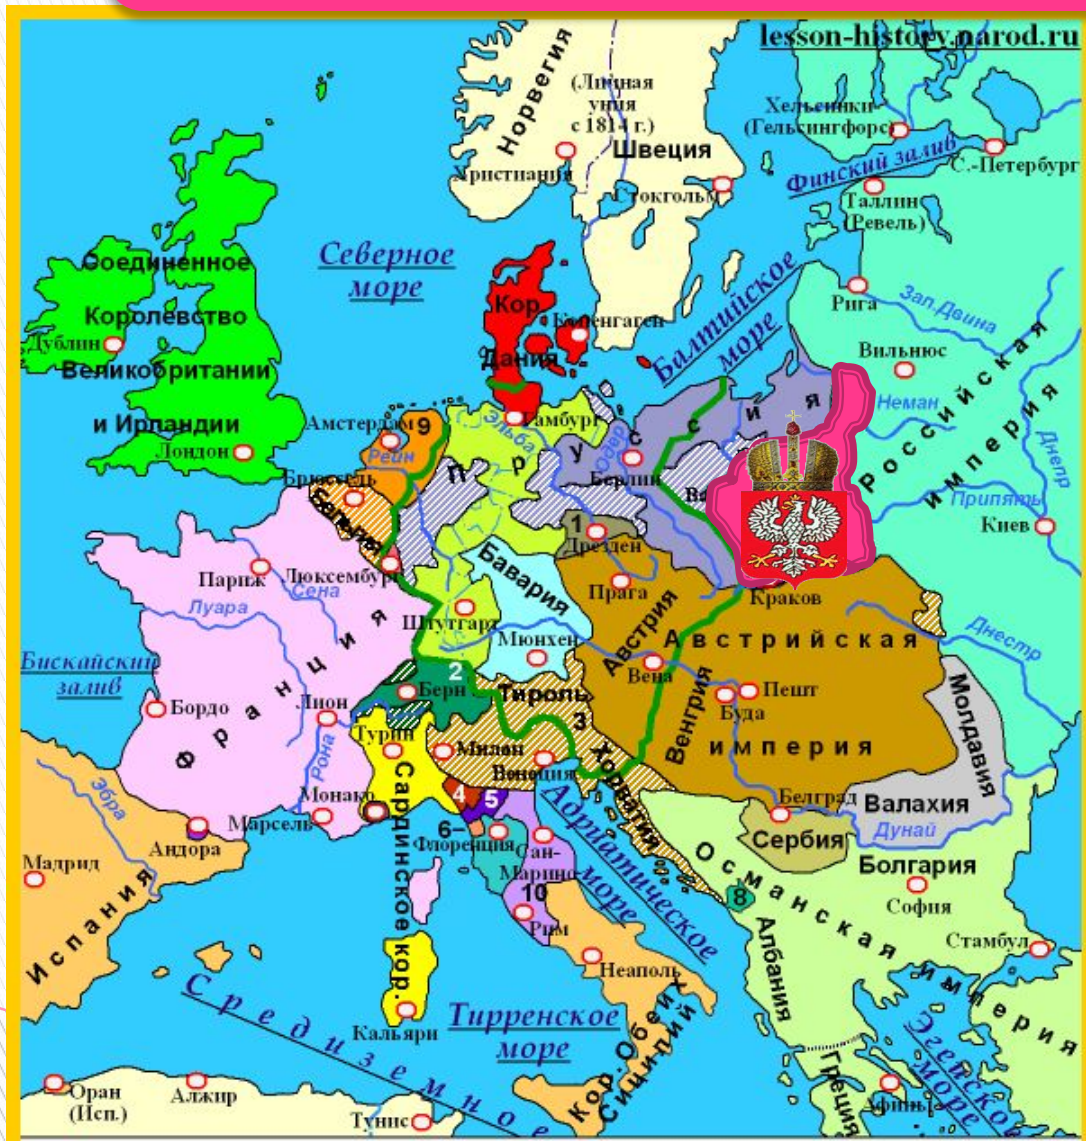 lesson-history.narod.ru
Норвегия
(Личная
уния
с 1814 г.)
Швеция
Христиания
Стокгольм
Хельсинки
(Гельсингфорс)
Финский залив
С.-Петербург
Таллин
(Ревель)
Северное
море
Балтийское
море
Рига
Зап.Двина
Вильнюс
Неман
Российская
империя
Днепр
Припять
Киев
Соединенное
Королевство
Великобритании
и Ирландии
Дублин
Лондон
Кор.
Дания
Копенгаген
Гамбург
Эльба
Амстердам
9
Рейн
Брюссель
Бельгия
Пруссия
Одер
Берлин
Ва
1
Дрезден
Люксембург
Париж
Сена
Луара
Франция
Бавария
Штутгарт
Мюнхен
Прага
Краков
Австрия
Австрийская
империя
Вена
Венгрия
Буда
Пешт
Днестр
Молдавия
Бискайский
залив
Бордо
Лион
Рона
2
Берн
Тироль
3
Турин
Милан
Венеция
Хорватия
Белград
Сербия
Валахия
Дунай
Болгария
София
Эбра
Монако
Марсель
Андора
Мадрид
Испания
Сардинское кор.
4
5
6–
Флоренция
Сан-
Марино
10
Рим
Адриатическое
море
8
Османская империя
Албания
Стамбул
Неаполь
Кальяри
Тирренское
море
Кор.Обеих
Сицилий
Средиземное
Греция
Афины
Эгейское
море
Оран
(Исп.)
Алжир
Тунис